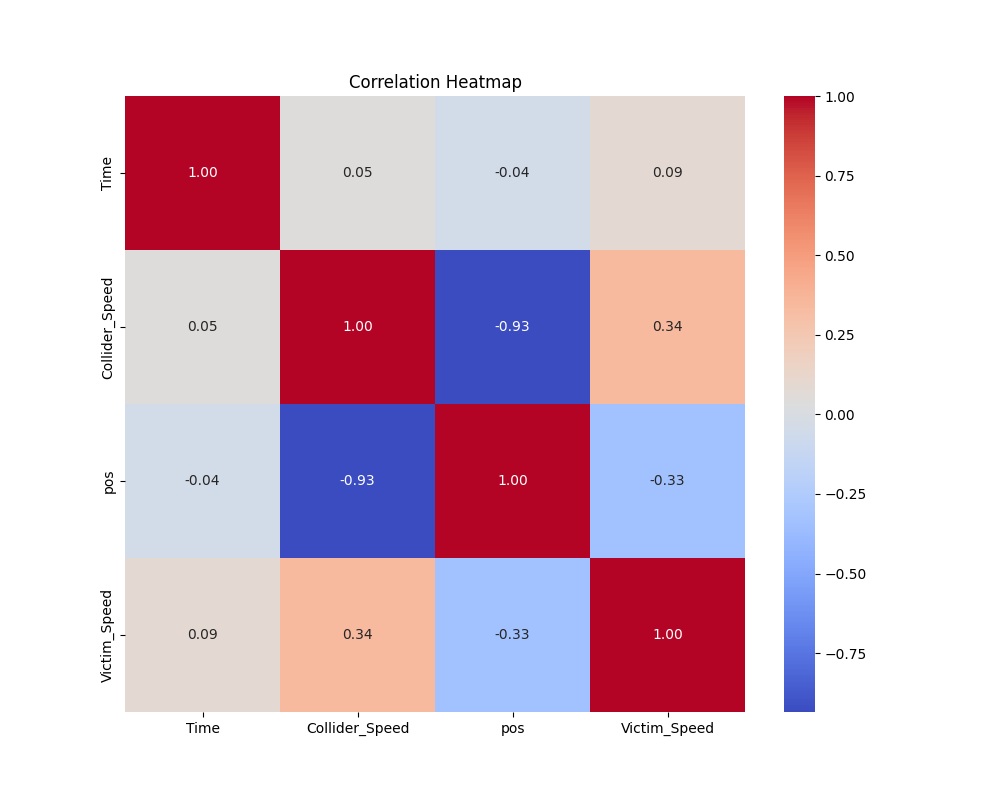 Correlation Heatmap
Time 1.00 0.05 -0.04 0.09
Collider_Speed 0.05 1.00 -0.93 0.34
pos -0.04 -0.93 1.00 -0.33
Victim_Speed 0.09 0.34 -0.33 1.00
Time Collider_Speed pos Victim_Speed
1.00
0.75
0.50
0.25
0.00
−0.25
−0.50
−0.75